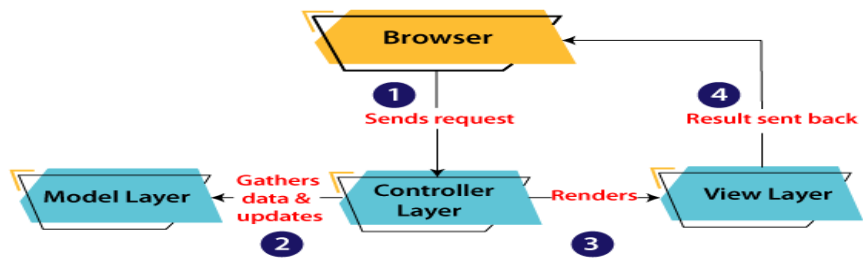 Browser
1
Sends request
4
Result sent back
Model Layer
Gathers
data &
updates
2
Controller
Layer
Renders
3
View Layer